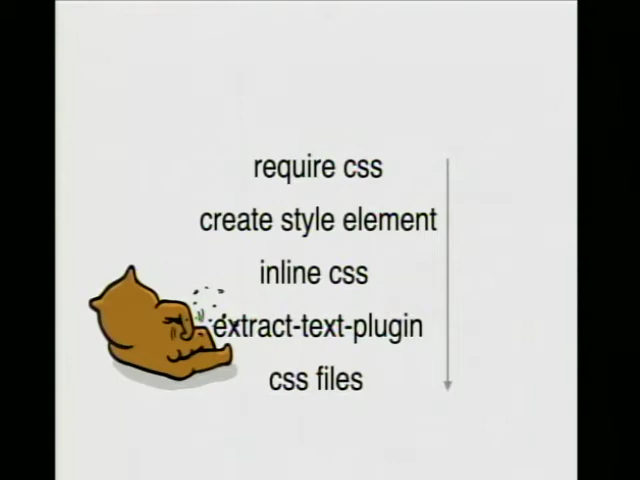 require css
create style element
inline css
extract-text-plugin
css files